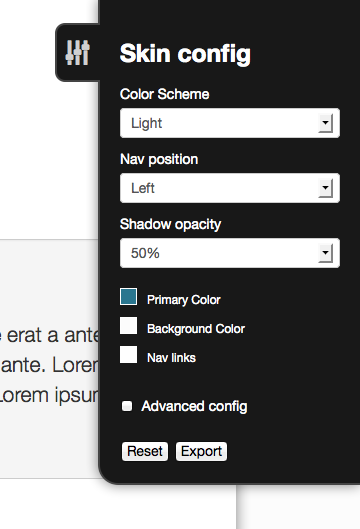 Skin config
Color Scheme
Light
Nav position
Left
Shadow opacity
50%
Primary Color
Background Color
Nav links
Advanced config
Reset Export
erat a ante
ante. Lorem
Lorem ipsum